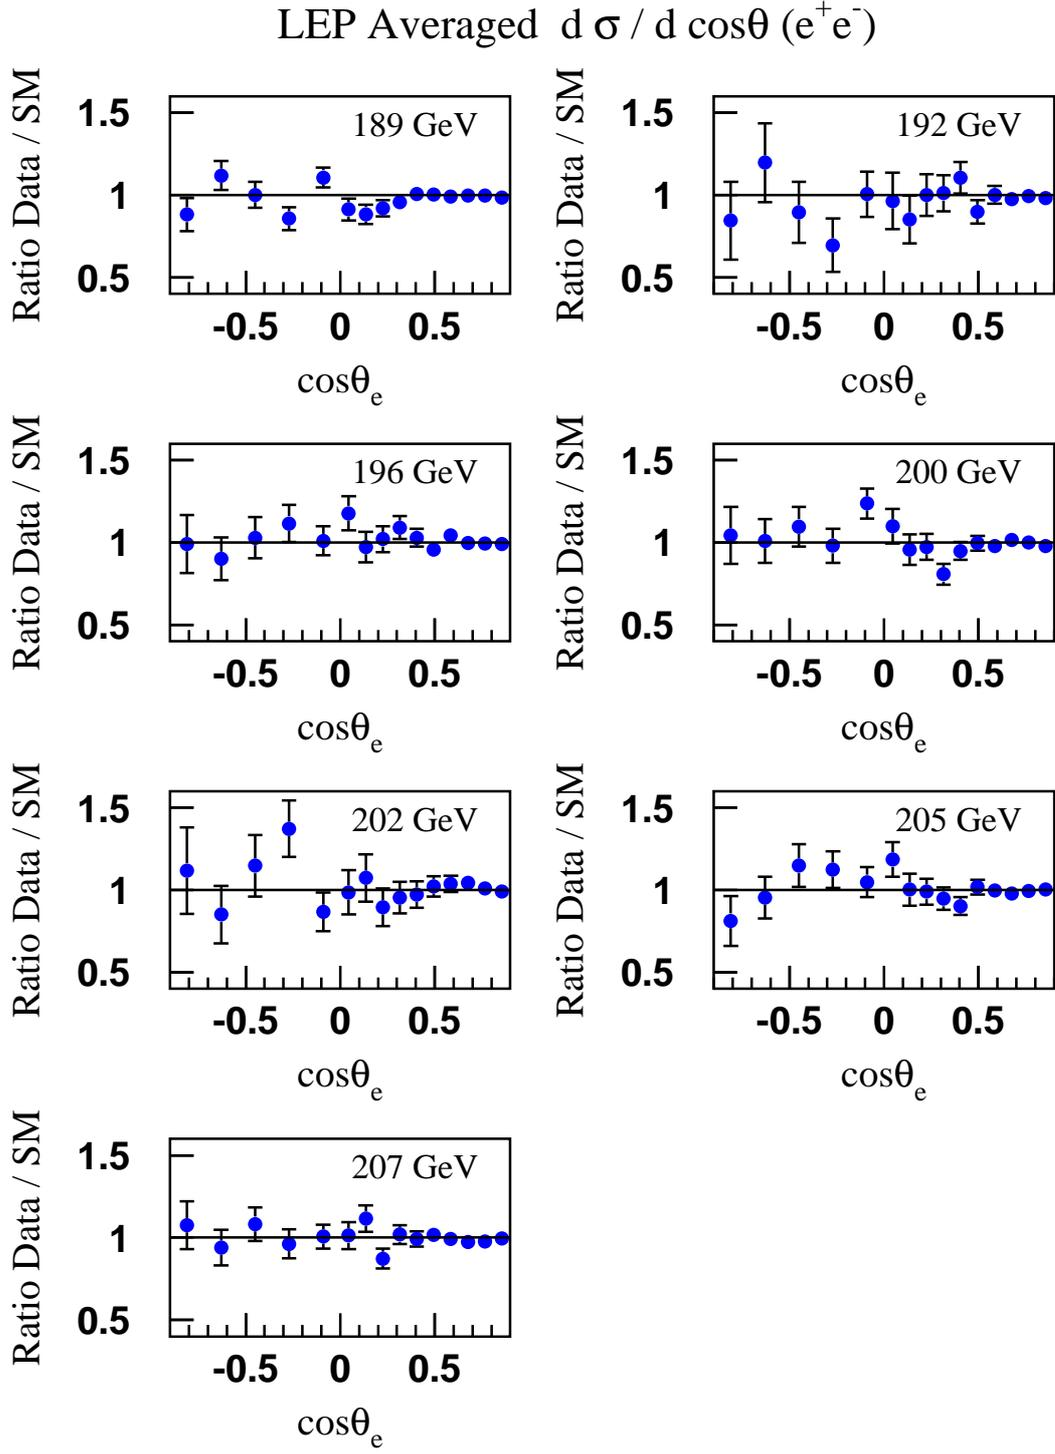 LEP Averaged d σ / d cosθ (e⁺e⁻)
Ratio Data / SM
1.5
1
0.5
189 GeV
-0.5 0 0.5
cosθₑ
Ratio Data / SM
1.5
1
0.5
192 GeV
-0.5 0 0.5
cosθₑ
Ratio Data / SM
1.5
1
0.5
196 GeV
-0.5 0 0.5
cosθₑ
Ratio Data / SM
1.5
1
0.5
200 GeV
-0.5 0 0.5
cosθₑ
Ratio Data / SM
1.5
1
0.5
202 GeV
-0.5 0 0.5
cosθₑ
Ratio Data / SM
1.5
1
0.5
205 GeV
-0.5 0 0.5
cosθₑ
Ratio Data / SM
1.5
1
0.5
207 GeV
-0.5 0 0.5
cosθₑ